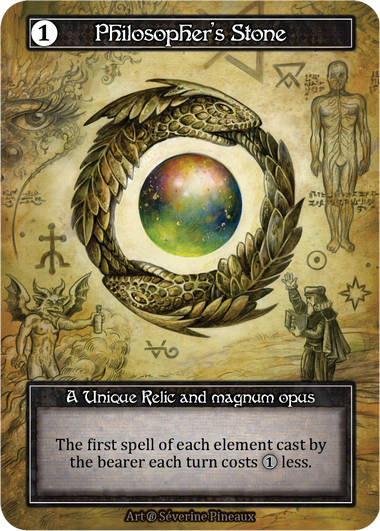 1 Philosopher's Stone
A Unique Relic and magnum opus
The first spell of each element cast by
the bearer each turn costs 1 less.
Art @ Séverine Pineaux